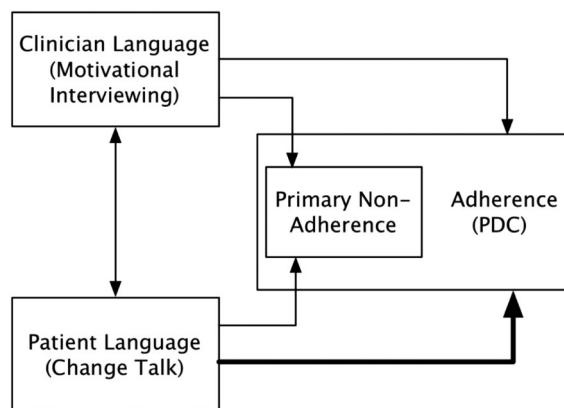 Clinician Language
(Motivational
Interviewing)
Primary Non-
Adherence
Adherence
(PDC)
Patient Language
(Change Talk)